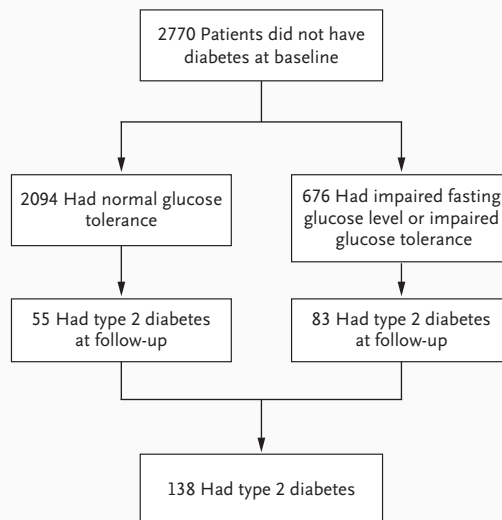 2770 Patients did not have
diabetes at baseline
2094 Had normal glucose
tolerance
676 Had impaired fasting
glucose level or impaired
glucose tolerance
55 Had type 2 diabetes
at follow-up
83 Had type 2 diabetes
at follow-up
138 Had type 2 diabetes